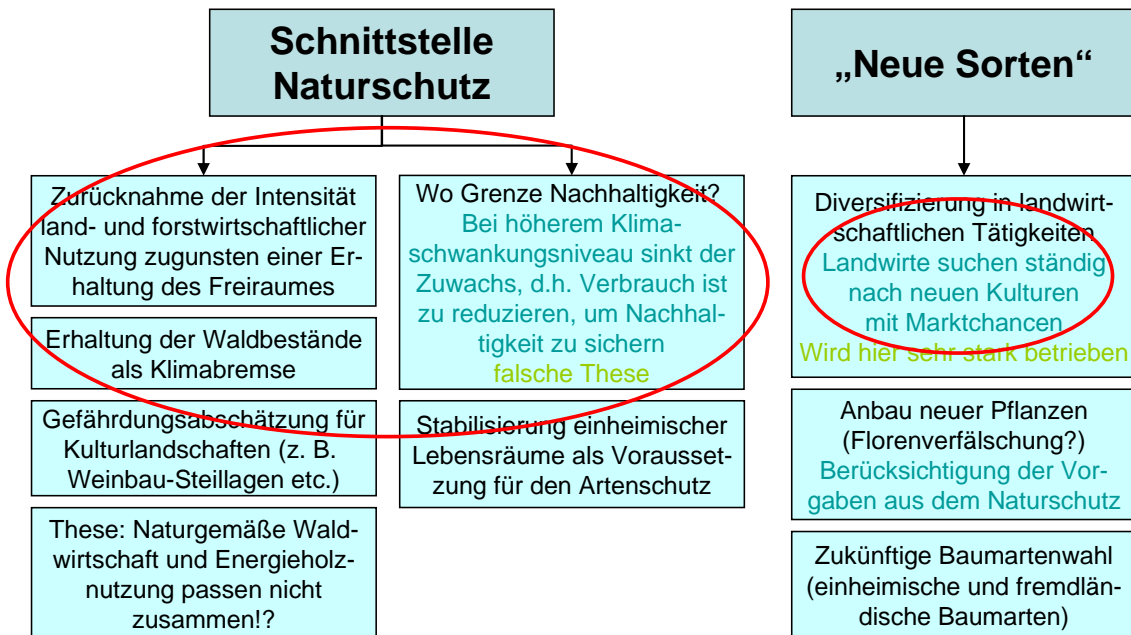 Schnittstelle
Naturschutz
Zurücknahme der Intensität
land- und forstwirtschaftlicher
Nutzung zugunsten einer Er-
haltung des Freiraumes
Erhaltung der Waldbestände
als Klimabremse
Gefährdungsabschätzung für
Kulturlandschaften (z. B.
Weinbau-Steillagen etc.)
These: Naturgemäße Wald-
wirtschaft und Energieholz-
nutzung passen nicht
zusammen!?
Wo Grenze Nachhaltigkeit?
Bei höherem Klima-
schwankungsniveau sinkt der
Zuwachs, d.h. Verbrauch ist
zu reduzieren, um Nachhal-
tigkeit zu sichern
falsche These
Stabilisierung einheimischer
Lebensräume als Vorausset-
zung für den Artenschutz
„Neue Sorten“
Diversifizierung in landwirt-
schaftlichen Tätigkeiten
Landwirte suchen ständig
nach neuen Kulturen
mit Marktchancen
Wird hier sehr stark betrieben
Anbau neuer Pflanzen
(Florenverfälschung?)
Berücksichtigung der Vor-
gaben aus dem Naturschutz
Zukünftige Baumartenwahl
(einheimische und fremdlän-
dische Baumarten)